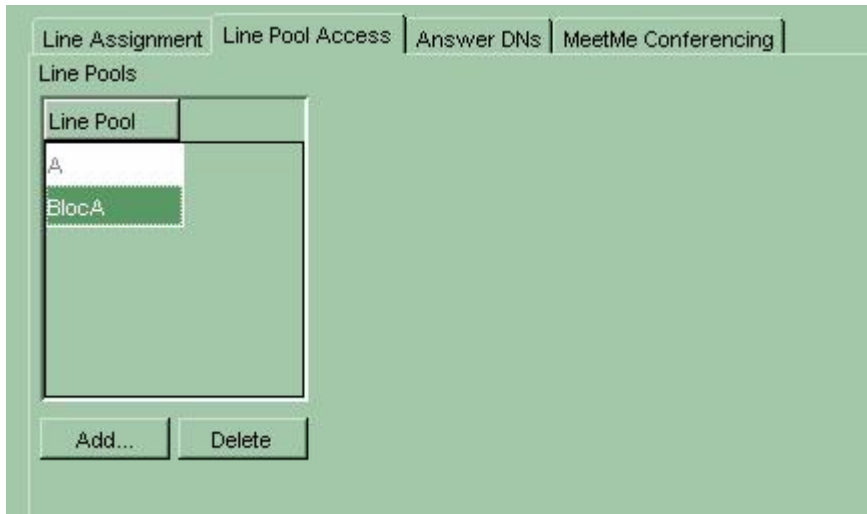 Line Assignment Line Pool Access Answer DNs MeetMe Conferencing
Line Pools
Line Pool
A
BlocA
Add... Delete